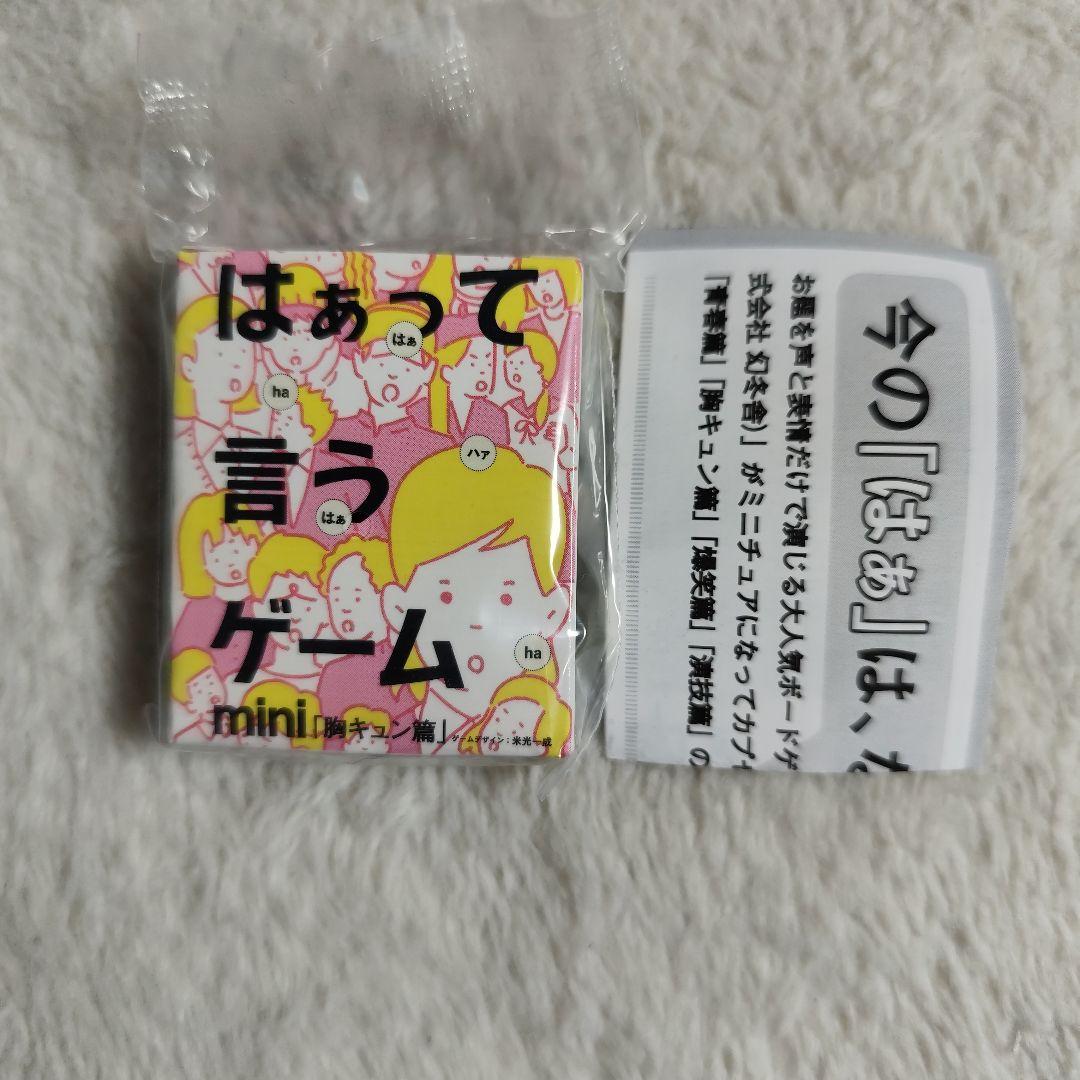 はぁって
はぁ
ha
言う
ハァ
はぁ
ゲーム
ha
mini「胸キュン篇」
ゲームデザイン：米光一成
今の「はぁ」は、
お題を声と表情だけで演じる大人気ボードゲ
式会社 幻冬舎)」がミニチュアになってカプ
「青春篇」「胸キュン篇」「爆笑篇」「演技篇」の